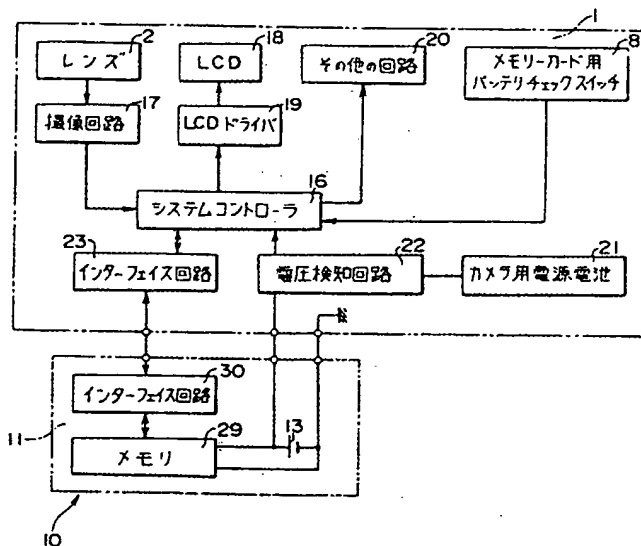 1
2
レンズ
18
LCD
20
その他の回路
8
メモリーカード用
バッテリチェックスイッチ
17
撮像回路
19
LCDドライバ
16
システムコントローラ
23
インターフェイス回路
22
電圧検知回路
21
カメラ用電源電池
30
インターフェイス回路
11
29
メモリ
13
10